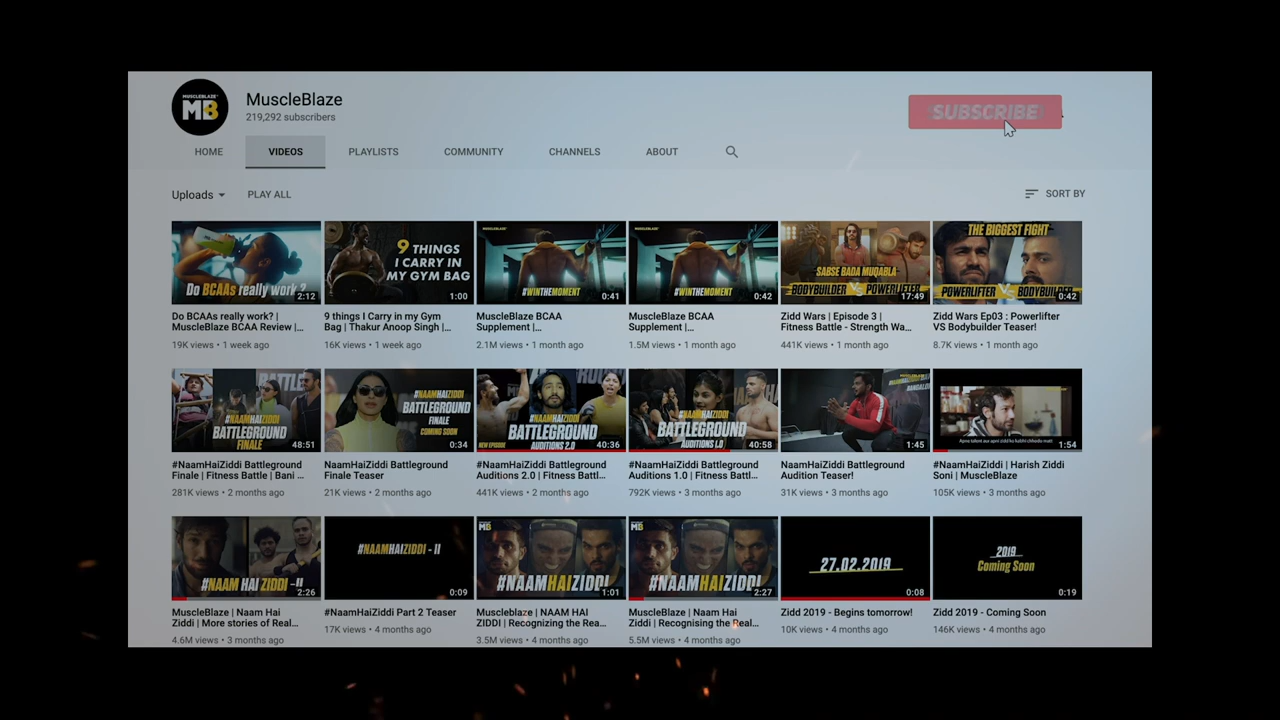 MUSCLEBLAZE
MB
MuscleBlaze
219,292 subscribers
SUBSCRIBE
HOME
VIDEOS
PLAYLISTS
COMMUNITY
CHANNELS
ABOUT
Uploads
PLAY ALL
SORT BY
Do BCAAs really work?
2:12
9 THINGS
I CARRY IN
MY GYM BAG
1:00
MUSCLEBLAZE
#WINTHEMOMENT
0:41
MUSCLEBLAZE
#WINTHEMOMENT
0:42
SABSE BADA MUQABLA
BODYBUILDER VS POWERLIFTER
17:49
THE BIGGEST FIGHT
POWERLIFTER VS BODYBUILDER
0:42
Do BCAAs really work? |
MuscleBlaze BCAA Review |...
19K views • 1 week ago
9 things I Carry in my Gym
Bag | Thakur Anoop Singh |...
16K views • 1 week ago
MuscleBlaze BCAA
Supplement |...
2.1M views • 1 month ago
MuscleBlaze BCAA
Supplement |...
1.5M views • 1 month ago
Zidd Wars | Episode 3 |
Fitness Battle - Strength Wa...
441K views • 1 month ago
Zidd Wars Ep03 : Powerlifter
VS Bodybuilder Teaser!
8.7K views • 1 month ago
#NAAMHAIZIDDI
BATTLEGROUND
FINALE
48:51
#NAAMHAIZIDDI
BATTLEGROUND
FINALE
COMING SOON
0:34
#NAAMHAIZIDDI
BATTLEGROUND
AUDITIONS 2.0
NEW EPISODE
40:36
#NAAMHAIZIDDI
BATTLEGROUND
AUDITIONS 1.0
40:58
1:45
Apne talent aur apni zidd ko kabhi chhodu mati
1:54
#NaamHaiZiddi Battleground
Finale | Fitness Battle | Bani ...
281K views • 2 months ago
NaamHaiZiddi Battleground
Finale Teaser
21K views • 2 months ago
#NaamHaiZiddi Battleground
Auditions 2.0 | Fitness Battl...
441K views • 2 months ago
#NaamHaiZiddi Battleground
Auditions 1.0 | Fitness Battl...
792K views • 3 months ago
NaamHaiZiddi Battleground
Audition Teaser!
31K views • 3 months ago
#NaamHaiZiddi | Harish Ziddi
Soni | MuscleBlaze
105K views • 3 months ago
#NAAM HAI ZIDDI -II
2:26
#NAAMHAIZIDDI - II
0:09
MB
#NAAMHAIZIDDI
1:01
MB
#NAAMHAIZIDDI
2:27
27.02.2019
0:08
2019
Coming Soon
0:19
MuscleBlaze | Naam Hai
Ziddi | More stories of Real...
4.6M views • 3 months ago
#NaamHaiZiddi Part 2 Teaser
17K views • 4 months ago
Muscleblaze | NAAM HAI
ZIDDI | Recognizing the Rea...
3.5M views • 4 months ago
MuscleBlaze | Naam Hai
Ziddi | Recognising the Real...
5.5M views • 4 months ago
Zidd 2019 - Begins tomorrow!
10K views • 4 months ago
Zidd 2019 - Coming Soon
146K views • 4 months ago